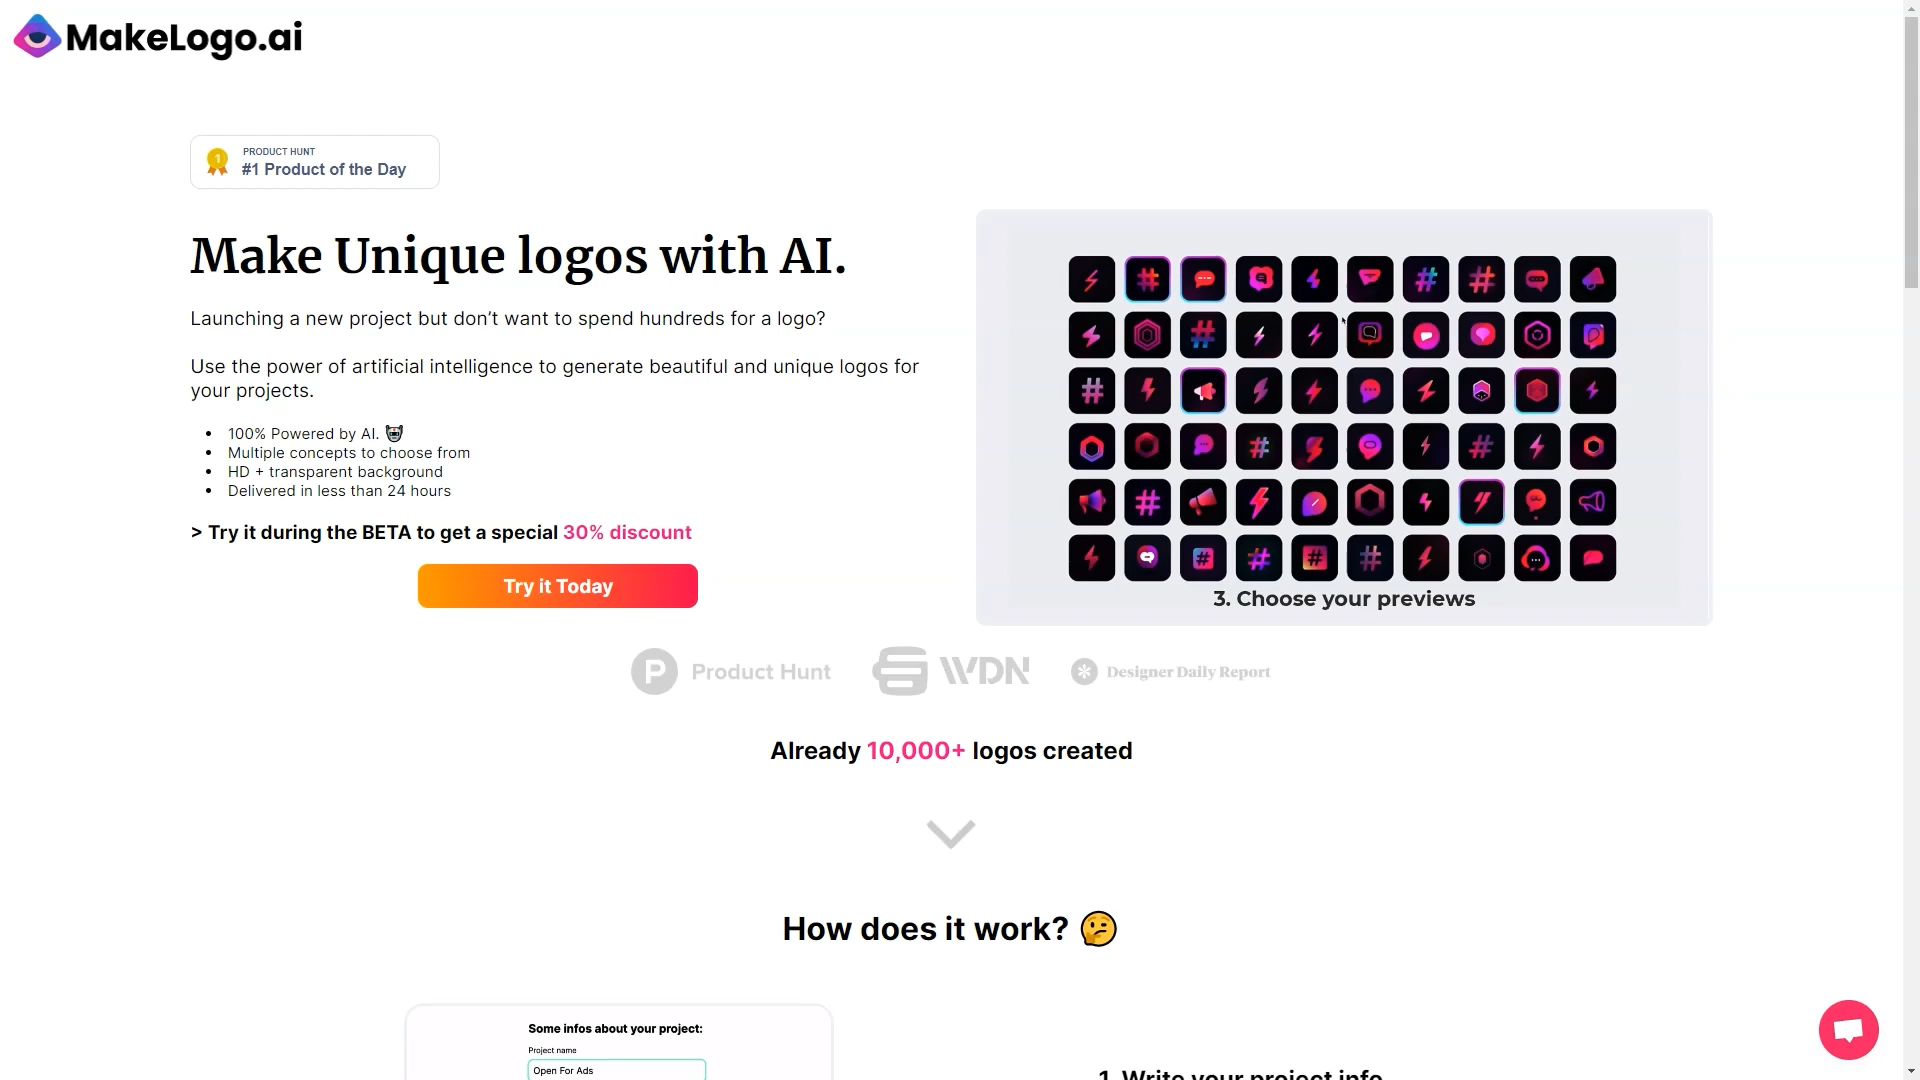 MakeLogo.ai
PRODUCT HUNT
#1 Product of the Day
Make Unique logos with AI.
Launching a new project but don’t want to spend hundreds for a logo?
Use the power of artificial intelligence to generate beautiful and unique logos for
your projects.
100% Powered by AI.
Multiple concepts to choose from
HD + transparent background
Delivered in less than 24 hours
> Try it during the BETA to get a special 30% discount
Try it Today
3. Choose your previews
Product Hunt
WDN
Designer Daily Report
Already 10,000+ logos created
How does it work? 🤔
Some infos about your project:
Project name
Open For Ads
1. Write your project info